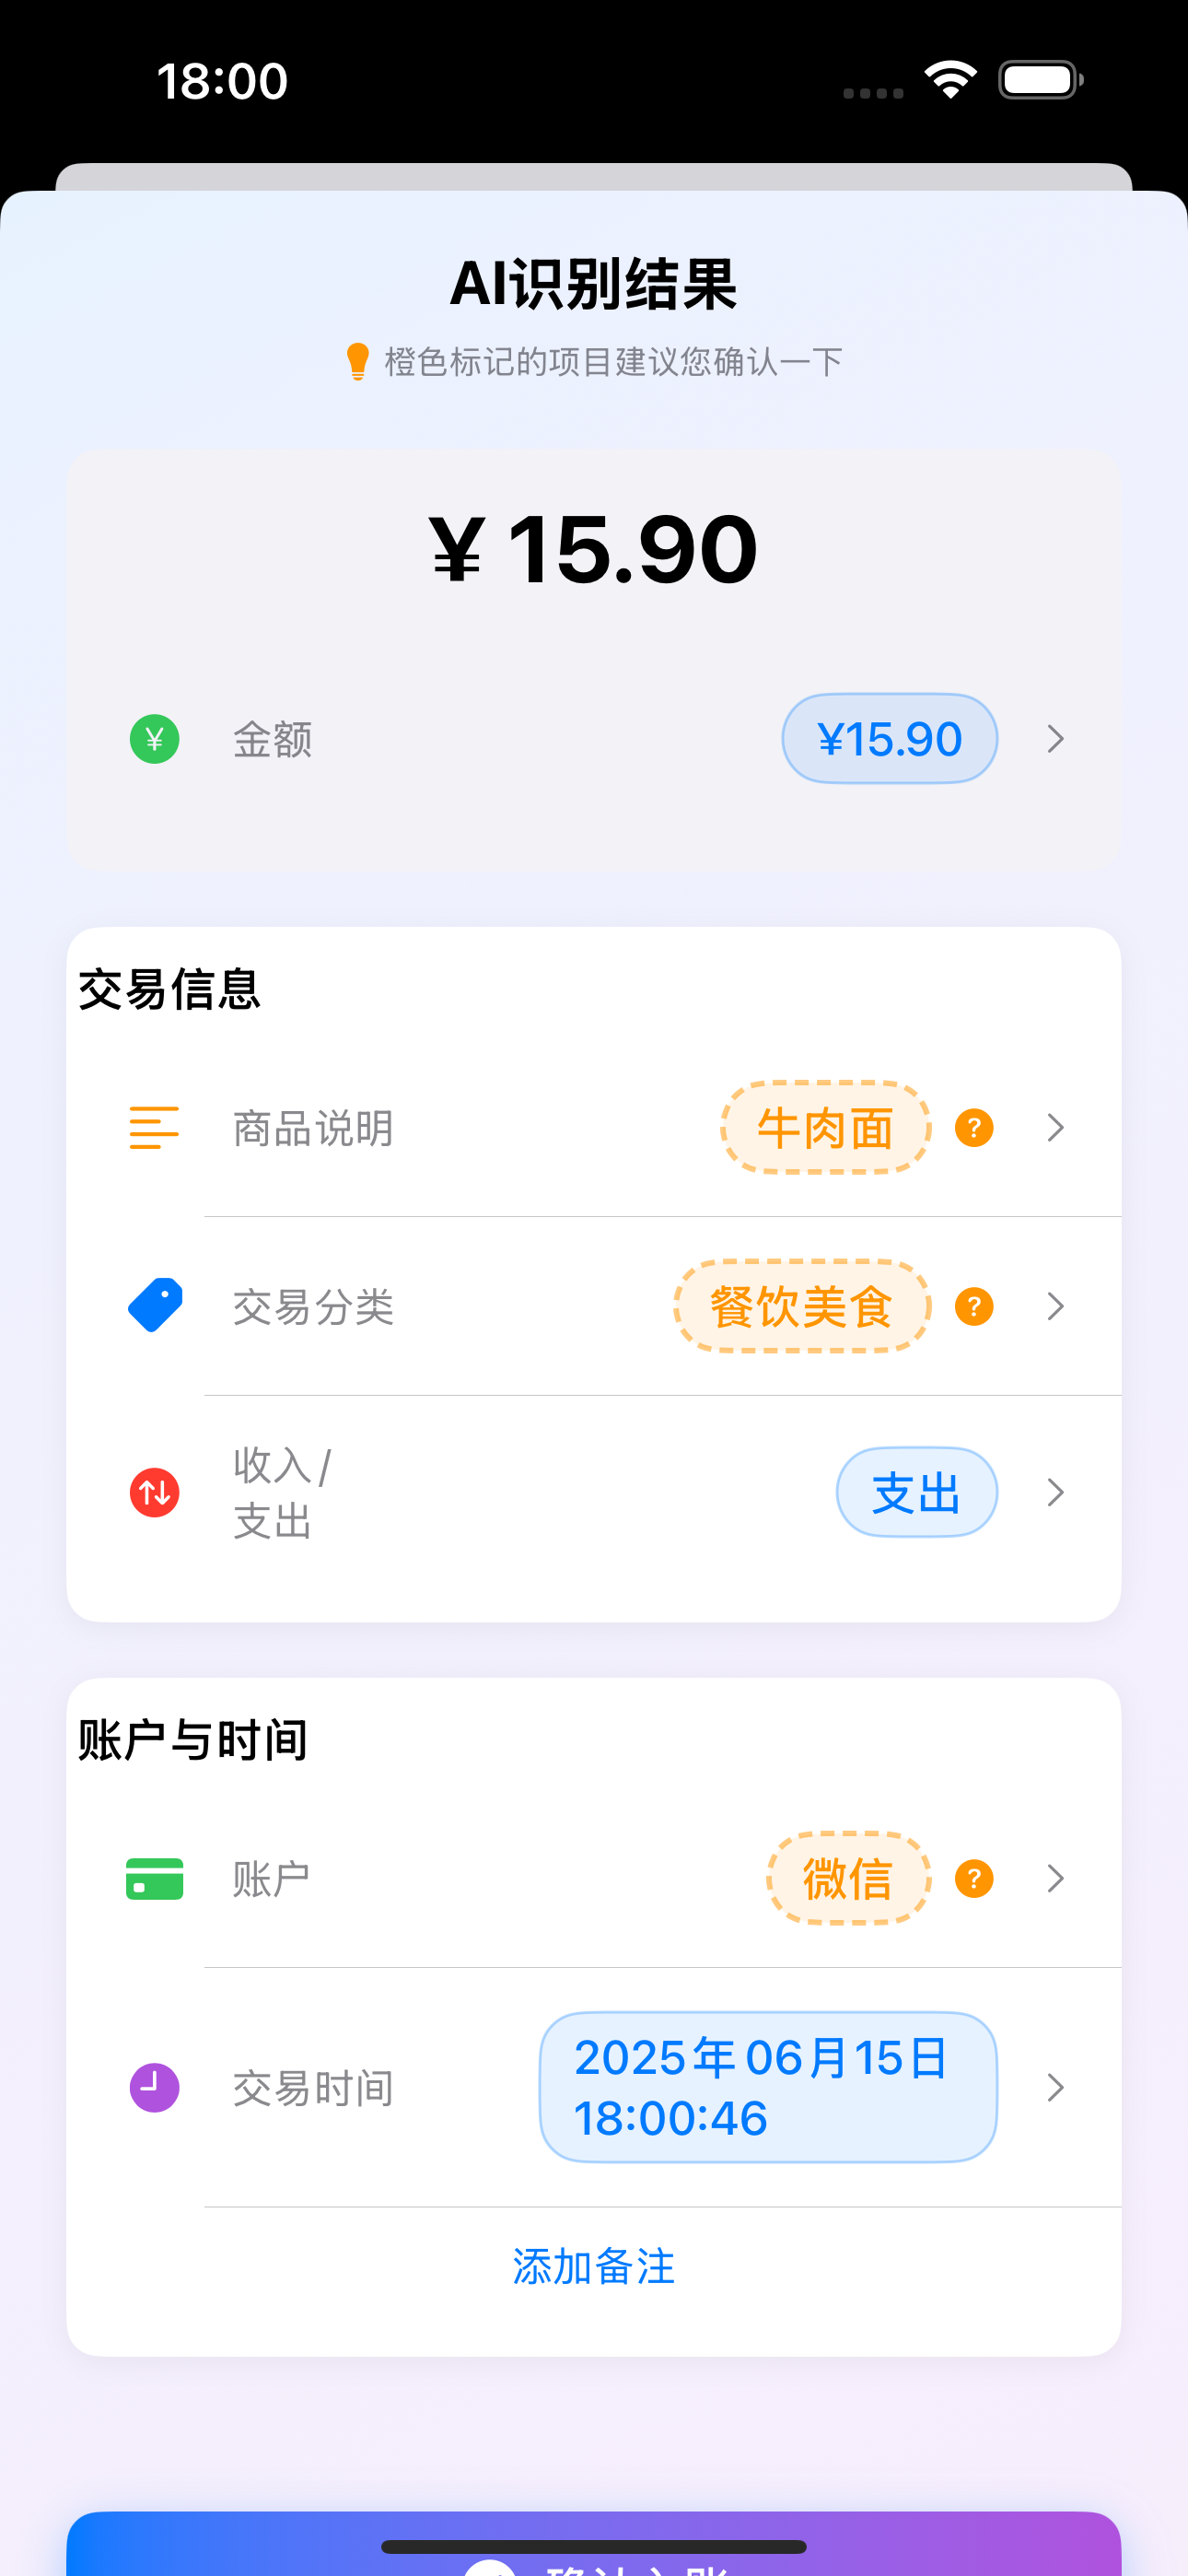 18:00
AI识别结果
橙色标记的项目建议您确认一下
¥ 15.90
¥ 金额 ¥15.90
交易信息
商品说明 牛肉面 ?
交易分类 餐饮美食 ?
收入/
支出 支出
账户与时间
账户 微信 ?
交易时间 2025年06月15日
18:00:46
添加备注